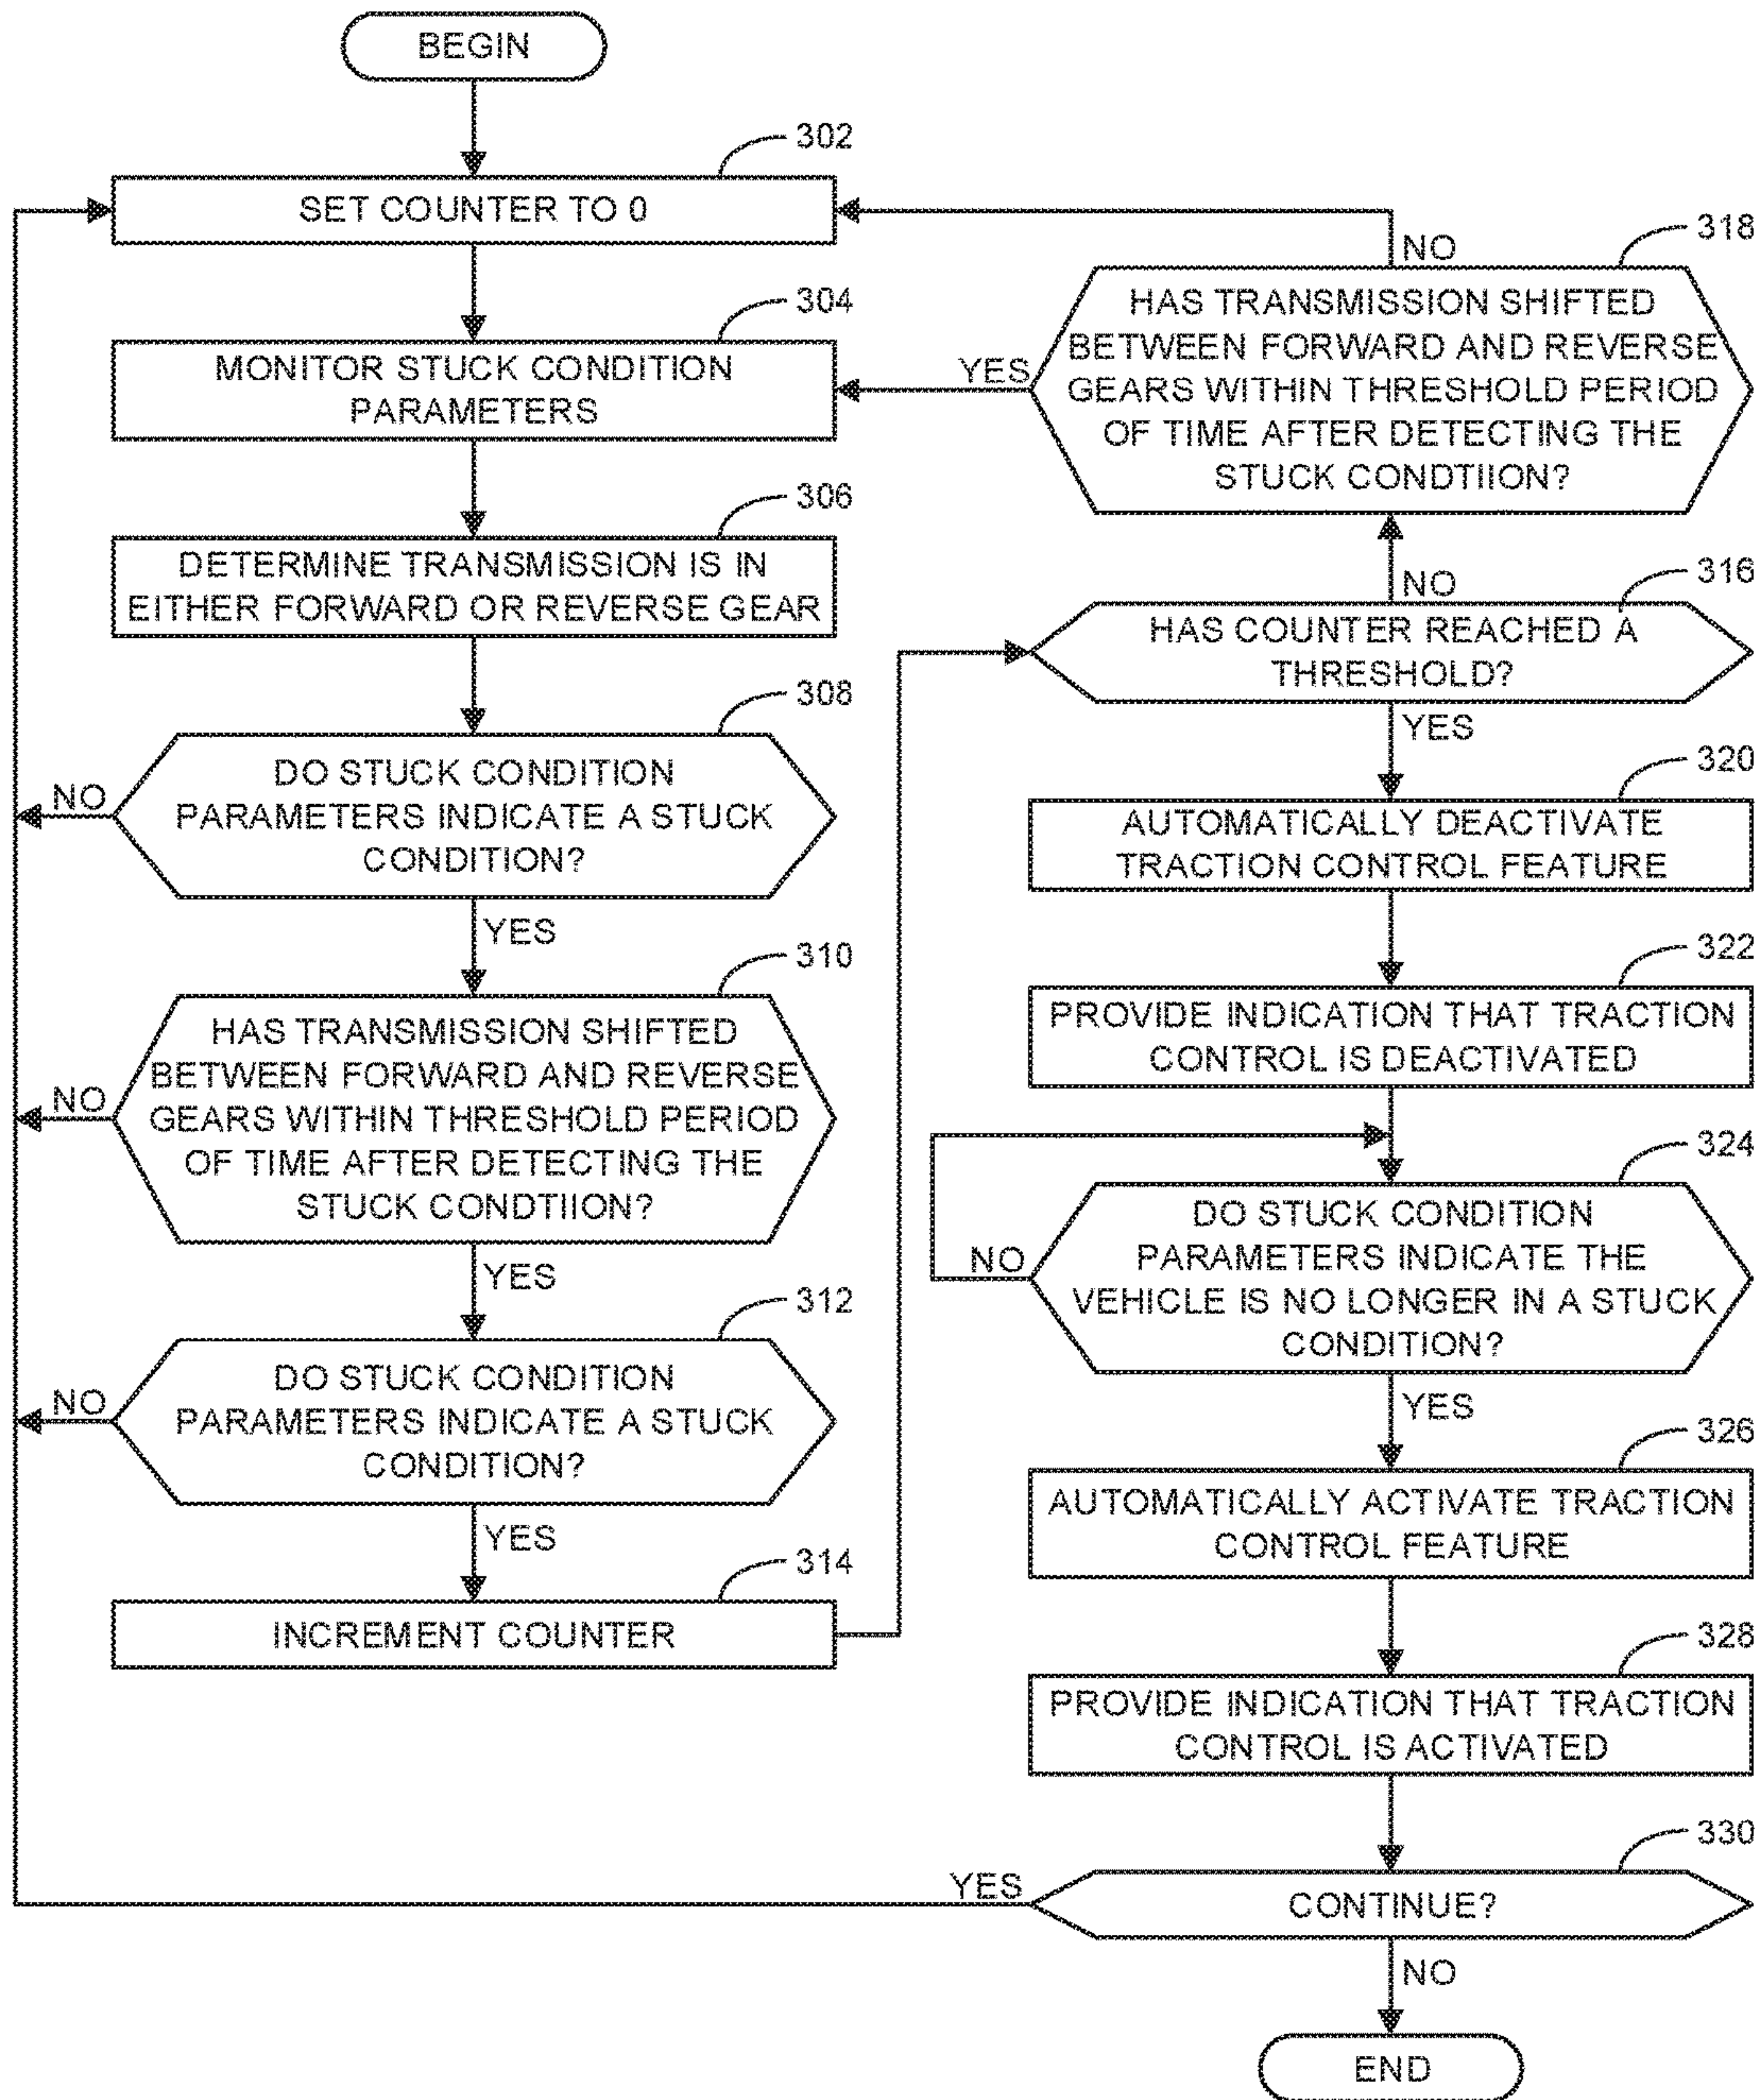 BEGIN
302
SET COUNTER TO 0
304
MONITOR STUCK CONDITION
PARAMETERS
306
DETERMINE TRANSMISSION IS IN
EITHER FORWARD OR REVERSE GEAR
308
DO STUCK CONDITION
PARAMETERS INDICATE A STUCK
CONDITION?
NO
YES
310
HAS TRANSMISSION SHIFTED
BETWEEN FORWARD AND REVERSE
GEARS WITHIN THRESHOLD PERIOD
OF TIME AFTER DETECTING THE
STUCK CONDTIION?
NO
YES
312
DO STUCK CONDITION
PARAMETERS INDICATE A STUCK
CONDITION?
NO
YES
314
INCREMENT COUNTER
318
NO
HAS TRANSMISSION SHIFTED
BETWEEN FORWARD AND REVERSE
GEARS WITHIN THRESHOLD PERIOD
OF TIME AFTER DETECTING THE
STUCK CONDTIION?
YES
316
NO
HAS COUNTER REACHED A
THRESHOLD?
YES
320
AUTOMATICALLY DEACTIVATE
TRACTION CONTROL FEATURE
322
PROVIDE INDICATION THAT TRACTION
CONTROL IS DEACTIVATED
324
DO STUCK CONDITION
PARAMETERS INDICATE THE
VEHICLE IS NO LONGER IN A STUCK
CONDITION?
NO
YES
326
AUTOMATICALLY ACTIVATE TRACTION
CONTROL FEATURE
328
PROVIDE INDICATION THAT TRACTION
CONTROL IS ACTIVATED
330
YES
CONTINUE?
NO
END